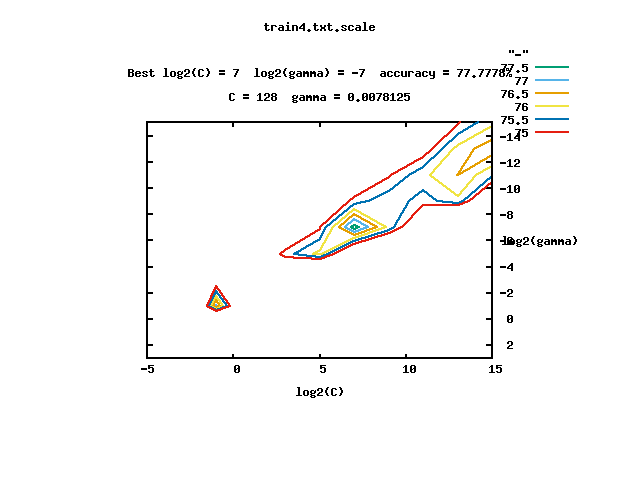 train4.txt.scale
Best log2(C) = 7 log2(gamma) = -7 accuracy = 77.7778%
C = 128 gamma = 0.0078125
"-"
77.5
77
76.5
76
75.5
75
-14
-12
-10
-8
-6
log2(gamma)
-4
-2
0
2
-5 0 5 10 15
log2(C)